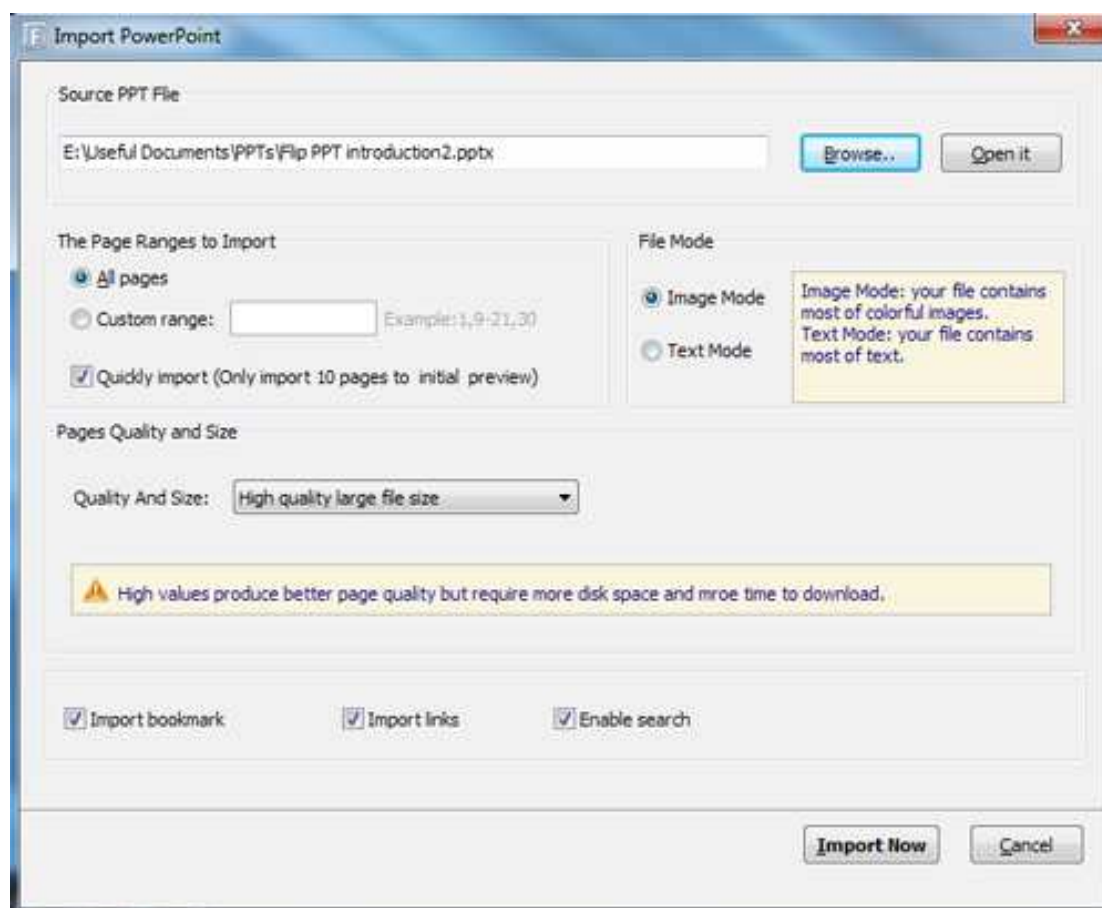 Import PowerPoint
Source PPT File
E:\Useful Documents\PPTs\Flip PPT introduction2.pptx
Browse..
Open it
The Page Ranges to Import
All pages
Custom range:
Example:1,9-21,30
Quickly import (Only import 10 pages to initial preview)
File Mode
Image Mode
Text Mode
Image Mode: your file contains
most of colorful images.
Text Mode: your file contains
most of text.
Pages Quality and Size
Quality And Size:
High quality large file size
High values produce better page quality but require more disk space and mroe time to download.
Import bookmark
Import links
Enable search
Import Now
Cancel